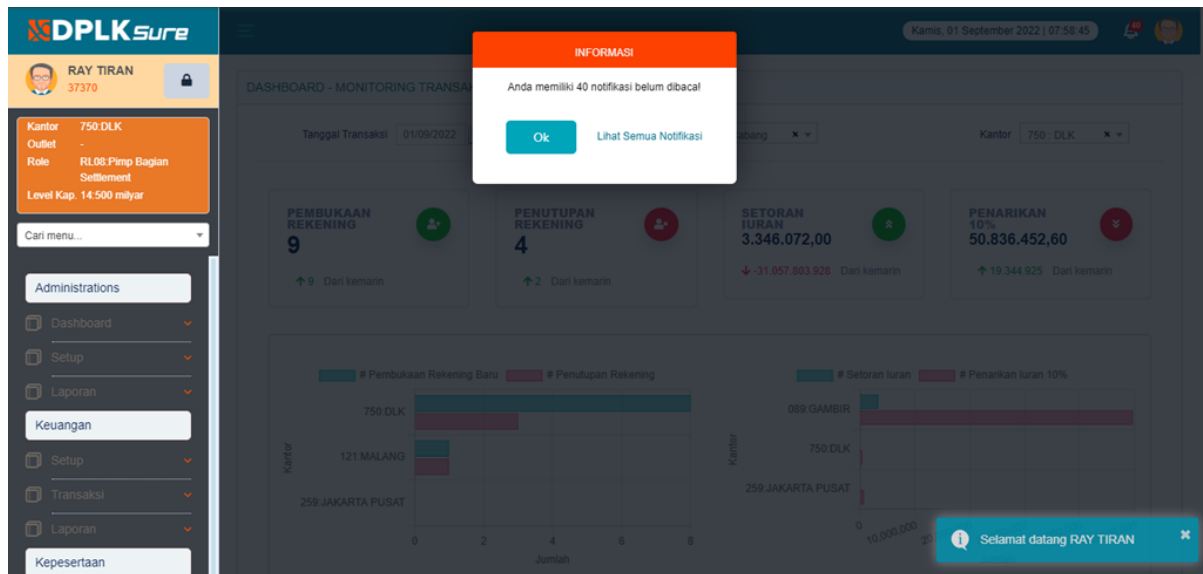 DPLKSure
RAY TIRAN
37370
Kantor 750:DLK
Outlet -
Role RL08:Pimp Bagian
Settlement
Level Kap. 14:500 milyar
Cari menu...
Administrations
Dashboard
Setup
Laporan
Keuangan
Setup
Transaksi
Laporan
Kepesertaan
Kamis, 01 September 2022 | 07:58:45
40
INFORMASI
Anda memiliki 40 notifikasi belum dibaca!
Ok Lihat Semua Notifikasi
DASHBOARD - MONITORING
Tanggal Transaksi 01/09/2022
Kantor 750 : DLK
PEMBUKAAN
REKENING
9
9 Dari kemarin
PENUTUPAN
REKENING
4
2 Dari kemarin
SETORAN
IURAN
3.346.072,00
-31.057.803.928 Dari kemarin
PENARIKAN
10%
50.836.452,60
19.344.925 Dari kemarin
# Pembukaan Rekening Baru # Penutupan Rekening
Kantor
750:DLK
121:MALANG
259:JAKARTA PUSAT
0 2 4 6 8
Jumlah
# Setoran Iuran # Penarikan Iuran 10%
Kantor
089:GAMBIR
750:DLK
259:JAKARTA PUSAT
0 10,000,000
Selamat datang RAY TIRAN